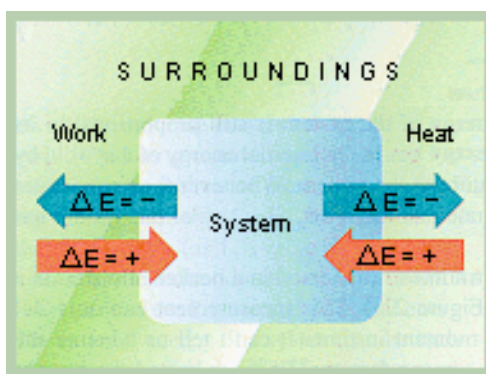 SURROUNDINGS
Work
Heat
ΔE = −
ΔE = −
System
ΔE = +
ΔE = +